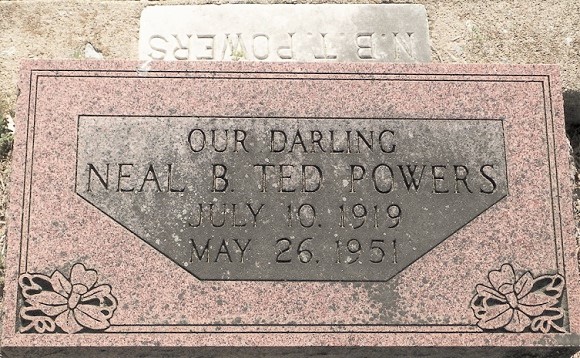 N.B.T. POWERS
OUR DARLING
NEAL B. TED POWERS
JULY 10. 1919
MAY 26. 1951